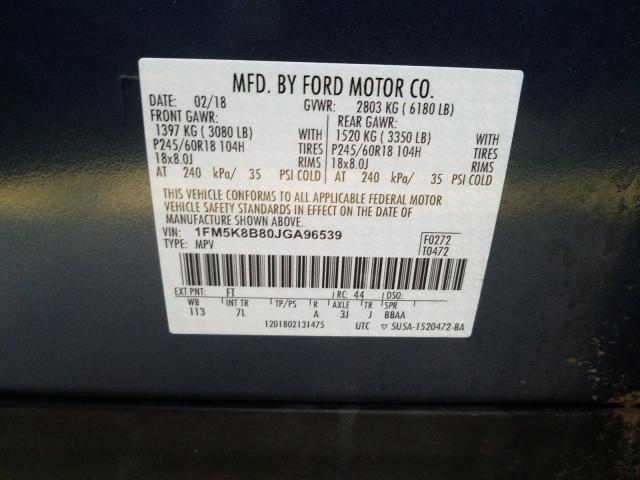 MFD. BY FORD MOTOR CO.
DATE: 02/18 GVWR: 2803 KG ( 6180 LB)
FRONT GAWR: REAR GAWR:
1397 KG ( 3080 LB) WITH 1520 KG ( 3350 LB) WITH
P245/60R18 104H TIRES P245/60R18 104H TIRES
18x8.0J RIMS 18x8.0J RIMS
AT 240 kPa/ 35 PSI COLD AT 240 kPa/ 35 PSI COLD
THIS VEHICLE CONFORMS TO ALL APPLICABLE FEDERAL MOTOR
VEHICLE SAFETY STANDARDS IN EFFECT ON THE DATE OF
MANUFACTURE SHOWN ABOVE.
VIN: 1FM5K8B80JGA96539 F0272
TYPE: MPV T0472
EXT PNT: FT RC: 44 DSO:
WB INT TR TP/PS R AXLE TR SPR
113 7L A 3J J BBAA
1201802131475 UTC ▽ 5U5A-1520472-BA